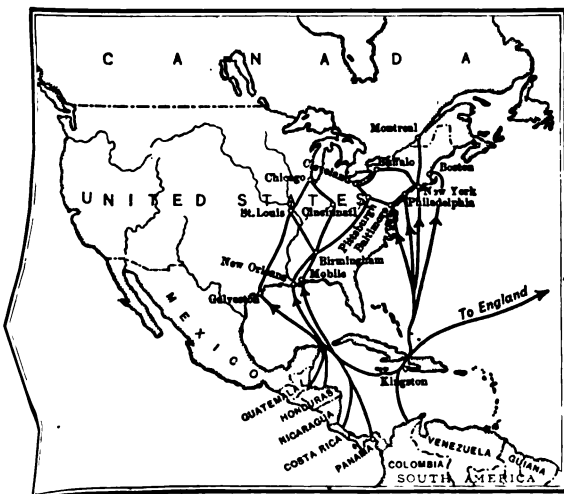 CANADA
Montreal
Buffalo
Boston
Cleveland
Chicago
New York
Philadelphia
UNITED STATES
St. Louis
Cincinnati
Pittsburgh
Baltimore
Birmingham
New Orleans
Mobile
Galveston
MEXICO
To England
Kingston
GUATEMALA
HONDURAS
NICARAGUA
COSTA RICA
PANAMA
VENEZUELA
COLOMBIA
GUIANA
SOUTH AMERICA